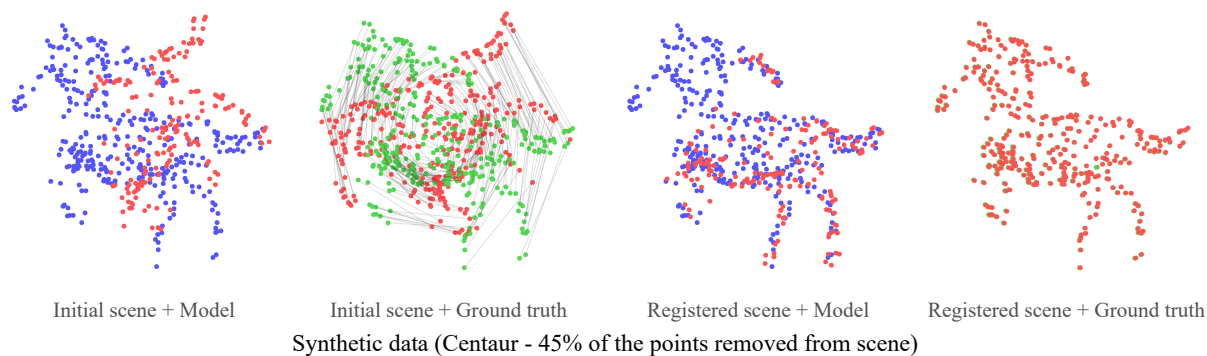 Initial scene + Model
Initial scene + Ground truth
Registered scene + Model
Registered scene + Ground truth
Synthetic data (Centaur - 45% of the points removed from scene)